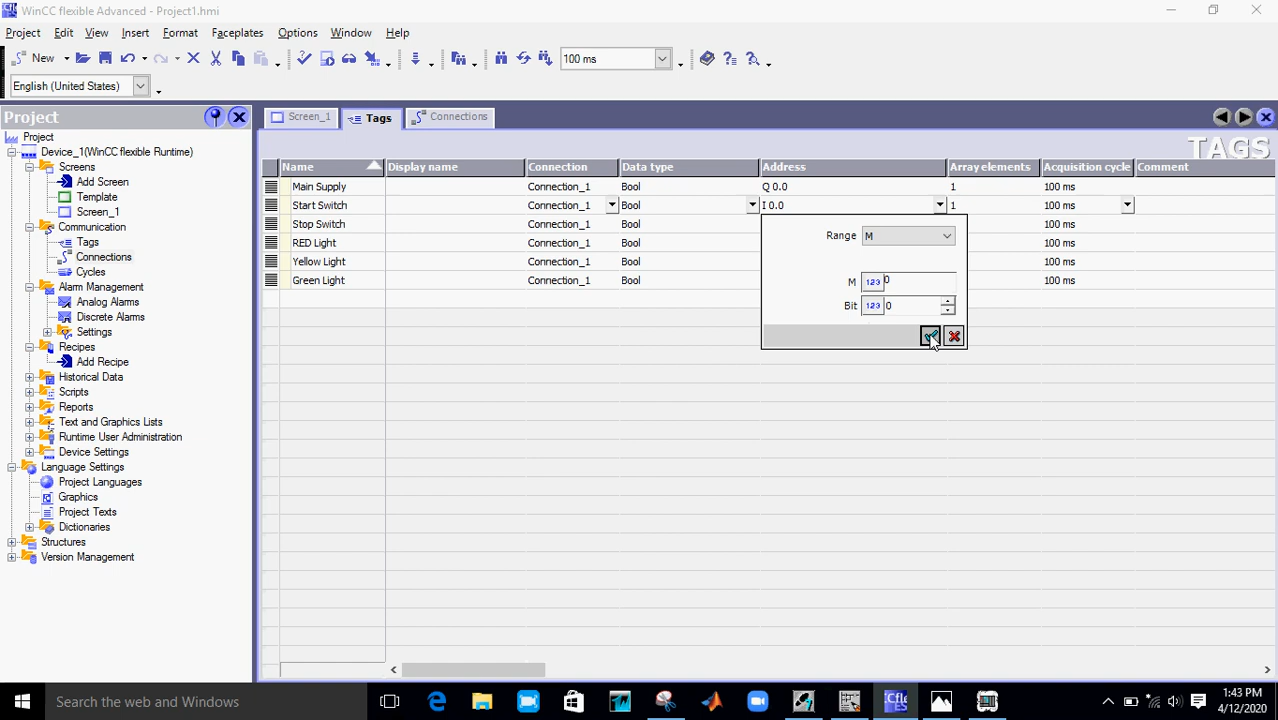 WinCC flexible Advanced - Project1.hmi
Project Edit View Insert Format Faceplates Options Window Help
New 100 ms
English (United States)
Project
Screen_1 Tags Connections
TAGS
Project
Device_1(WinCC flexible Runtime)
Screens
Add Screen
Template
Screen_1
Communication
Tags
Connections
Cycles
Alarm Management
Analog Alarms
Discrete Alarms
Settings
Recipes
Add Recipe
Historical Data
Scripts
Reports
Text and Graphics Lists
Runtime User Administration
Device Settings
Language Settings
Project Languages
Graphics
Project Texts
Dictionaries
Structures
Version Management
Name Display name Connection Data type Address Array elements Acquisition cycle Comment
Main Supply Connection_1 Bool Q 0.0 1 100 ms
Start Switch Connection_1 Bool I 0.0 1 100 ms
Stop Switch Connection_1 Bool 100 ms
RED Light Connection_1 Bool 100 ms
Yellow Light Connection_1 Bool 100 ms
Green Light Connection_1 Bool 100 ms
Range M
M 123 0
Bit 123 0
Search the web and Windows
1:43 PM
4/12/2020